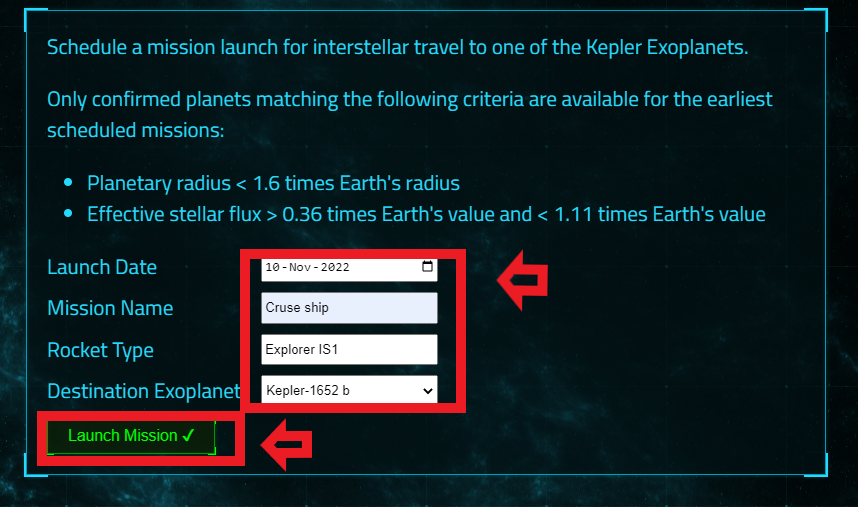 Schedule a mission launch for interstellar travel to one of the Kepler Exoplanets.
Only confirmed planets matching the following criteria are available for the earliest
scheduled missions:
• Planetary radius < 1.6 times Earth's radius
• Effective stellar flux > 0.36 times Earth's value and < 1.11 times Earth's value
Launch Date 10-Nov-2022
Mission Name Cruse ship
Rocket Type Explorer IS1
Destination Exoplanet Kepler-1652 b
Launch Mission ✓